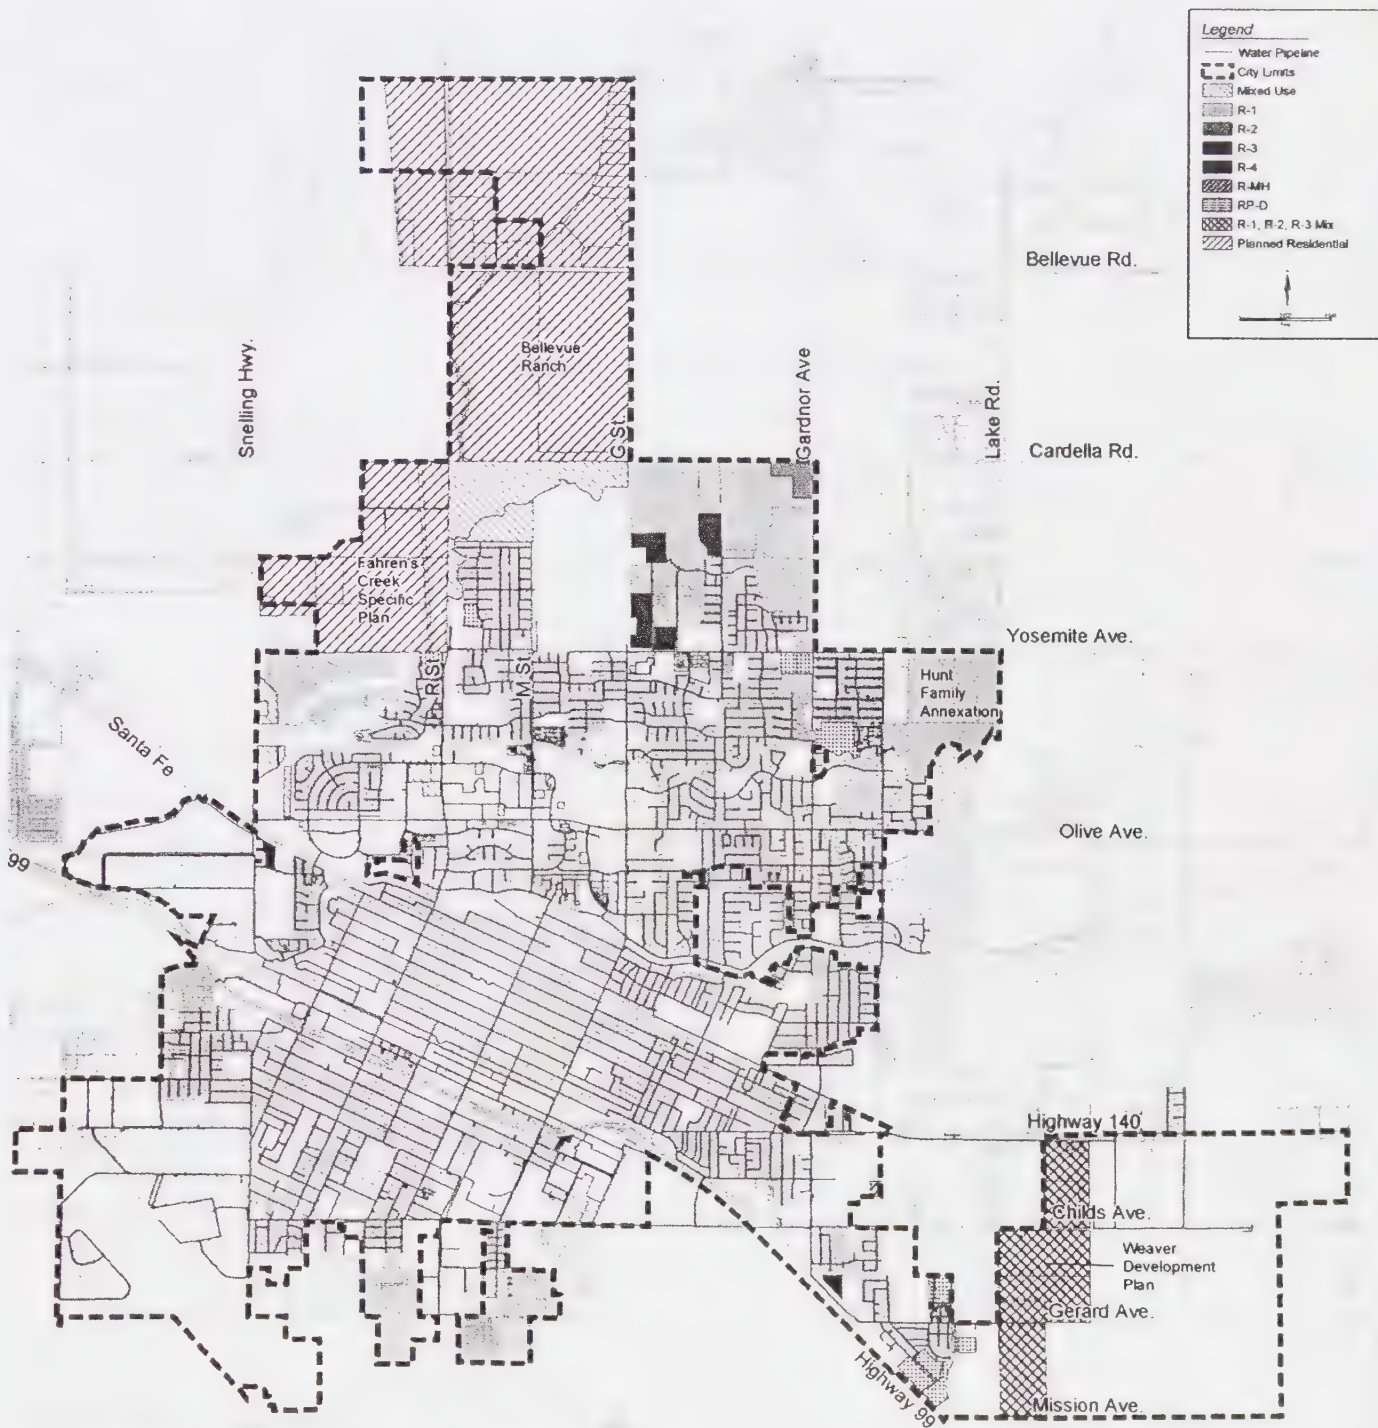 Legend
Water Pipeline
City Limits
Mixed Use
R-1
R-2
R-3
R-4
R-MH
RP-D
R-1, R-2, R-3 Mix
Planned Residential
Bellevue Rd.
Bellevue
Ranch
Snelling Hwy.
G St.
Gardnor Ave
Lake Rd.
Cardella Rd.
Fahren's
Creek
Specific
Plan
Yosemite Ave.
R St.
M St.
Hunt
Family
Annexation
Santa Fe
Olive Ave.
99
Highway 140
Childs Ave.
Weaver
Development
Plan
Gerard Ave.
Highway 99
Mission Ave.